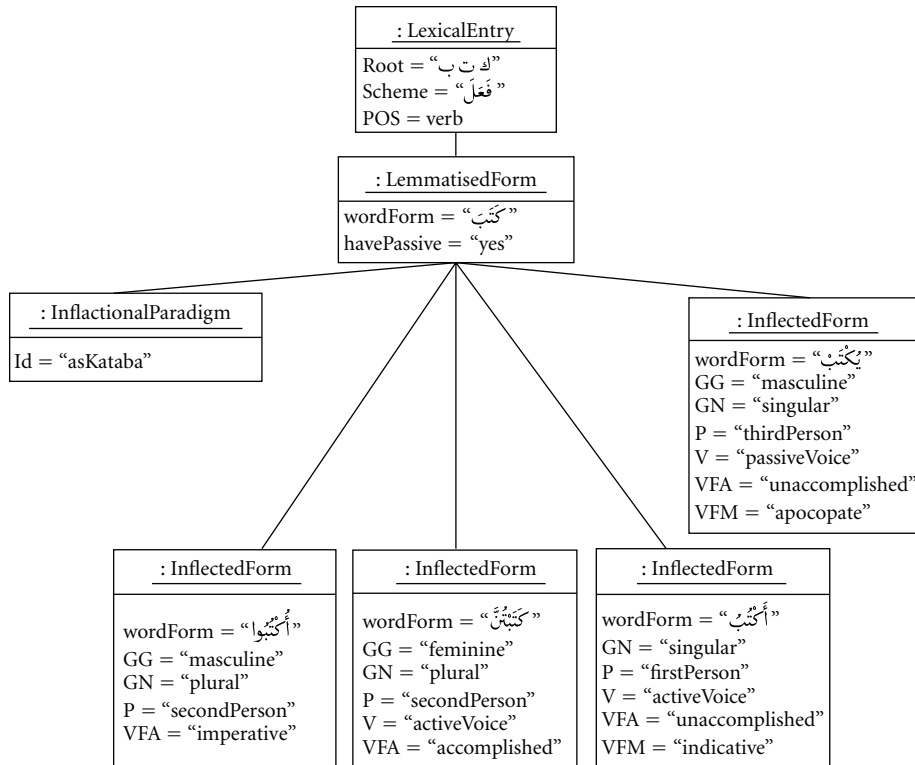 : LexicalEntry
Root = “ك ت ب”
Scheme = “فَعَلَ”
POS = verb
: LemmatisedForm
wordForm = “كَتَبَ”
havePassive = “yes”
: InflactionalParadigm
Id = “asKataba”
: InflectedForm
wordForm = “يُكْتَبْ”
GG = “masculine”
GN = “singular”
P = “thirdPerson”
V = “passiveVoice”
VFA = “unaccomplished”
VFM = “apocopate”
: InflectedForm
wordForm = “أُكْتُبُوا”
GG = “masculine”
GN = “plural”
P = “secondPerson”
VFA = “imperative”
: InflectedForm
wordForm = “كَتَبْتُنَّ”
GG = “feminine”
GN = “plural”
P = “secondPerson”
V = “activeVoice”
VFA = “accomplished”
: InflectedForm
wordForm = “أَكْتُبُ”
GN = “singular”
P = “firstPerson”
V = “activeVoice”
VFA = “unaccomplished”
VFM = “indicative”